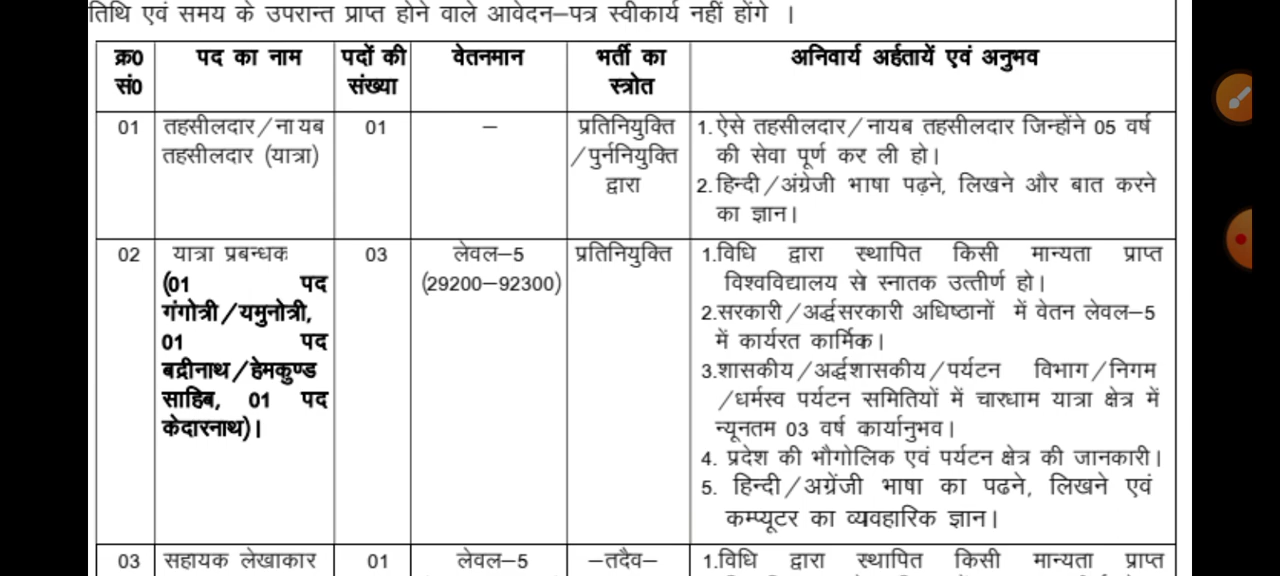 तिथि एवं समय के उपरान्त प्राप्त होने वाले आवेदन–पत्र स्वीकार्य नहीं होंगे ।
क्र0 सं0
पद का नाम
पदों की संख्या
वेतनमान
भर्ती का स्त्रोत
अनिवार्य अर्हतायें एवं अनुभव
01
तहसीलदार/नायब
तहसीलदार (यात्रा)
01
–
प्रतिनियुक्ति
/पुर्ननियुक्ति
द्वारा
1.ऐसे तहसीलदार/नायब तहसीलदार जिन्होंने 05 वर्ष
की सेवा पूर्ण कर ली हो।
2.हिन्दी/अंग्रेजी भाषा पढ़ने, लिखने और बात करने
का ज्ञान।
02
यात्रा प्रबन्धक
(01 पद
गंगोत्री/यमुनोत्री,
01 पद
बद्रीनाथ/हेमकुण्ड
साहिब, 01 पद
केदारनाथ)।
03
लेवल–5
(29200–92300)
प्रतिनियुक्ति
1.विधि द्वारा स्थापित किसी मान्यता प्राप्त
विश्वविद्यालय से स्नातक उत्तीर्ण हो।
2.सरकारी/अर्द्धसरकारी अधिष्ठानों में वेतन लेवल–5
में कार्यरत कार्मिक।
3.शासकीय/अर्द्धशासकीय/पर्यटन विभाग/निगम
/धर्मस्व पर्यटन समितियों में चारधाम यात्रा क्षेत्र में
न्यूनतम 03 वर्ष कार्यानुभव।
4. प्रदेश की भौगोलिक एवं पर्यटन क्षेत्र की जानकारी।
5. हिन्दी/अग्रेंजी भाषा का पढने, लिखने एवं
कम्प्यूटर का व्यवहारिक ज्ञान।
03
सहायक लेखाकार
01
लेवल–5
–तदैव–
1.विधि द्वारा स्थापित किसी मान्यता प्राप्त